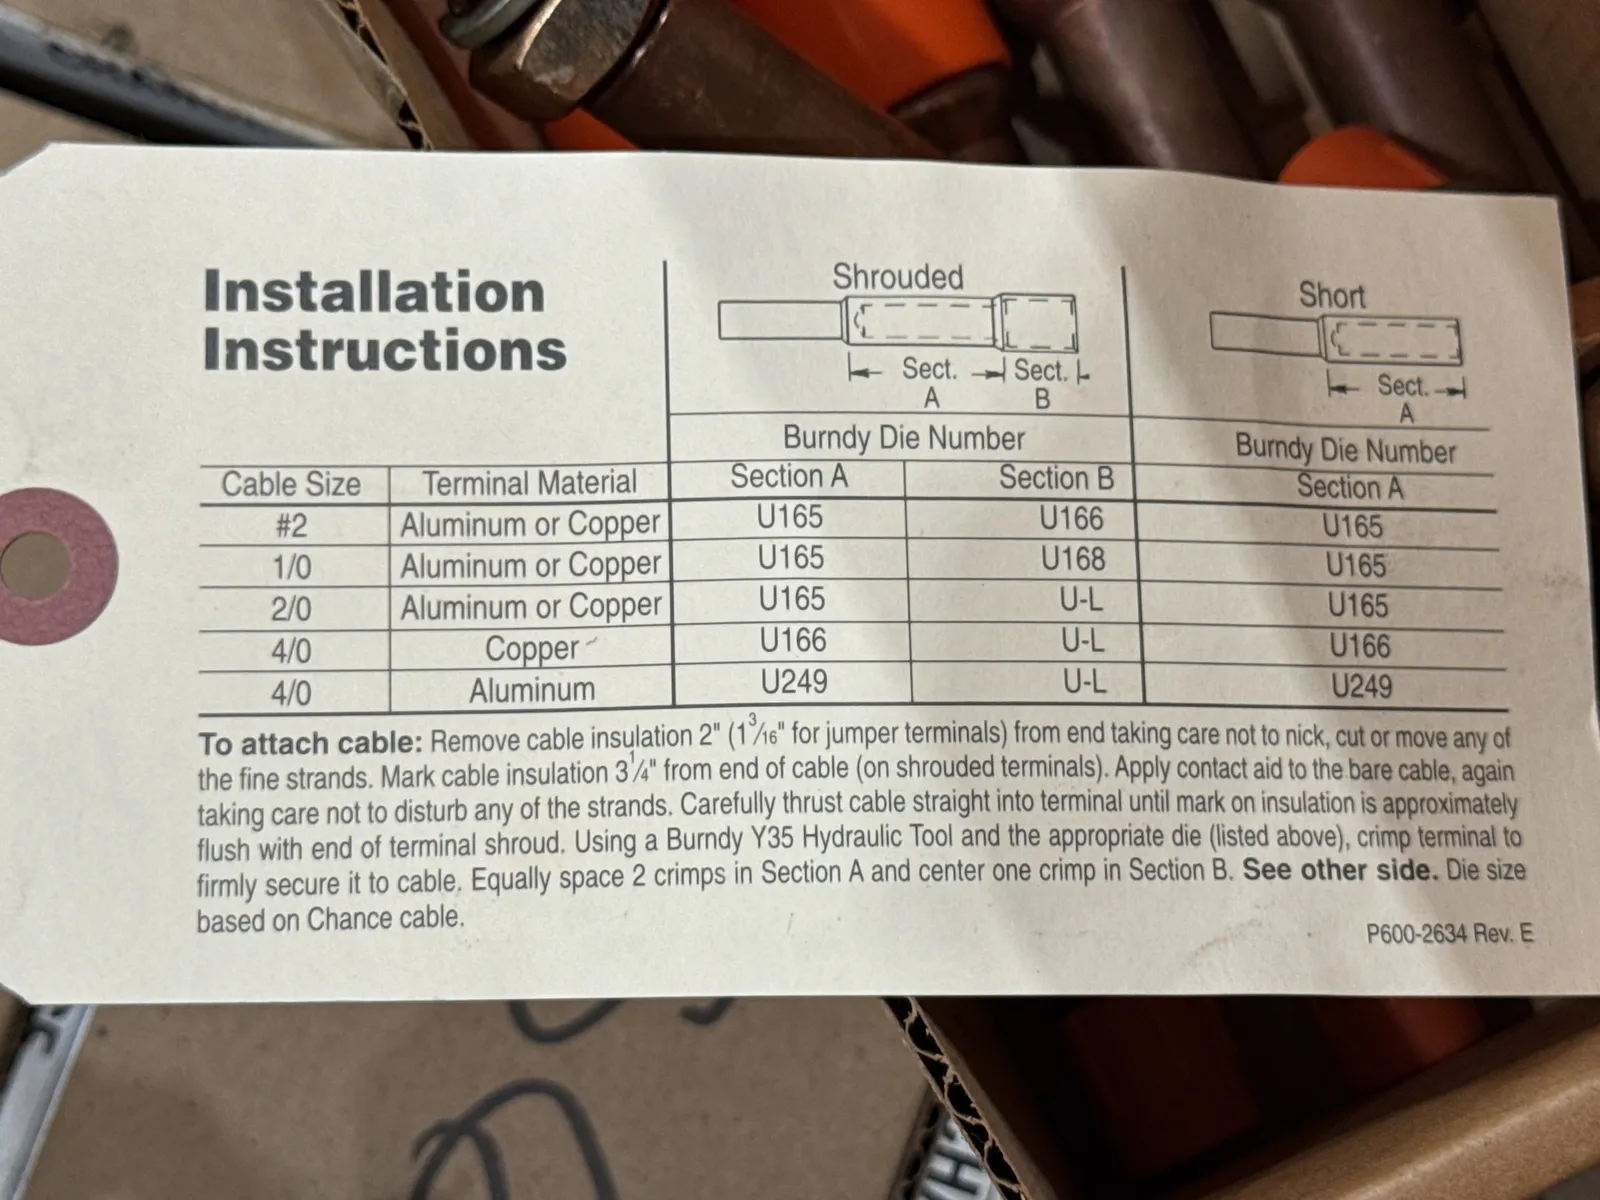 Installation
Instructions
Shrouded
Sect. A
Sect. B
Short
Sect. A
Burndy Die Number
Burndy Die Number
Cable Size Terminal Material Section A Section B Section A
#2 Aluminum or Copper U165 U166 U165
1/0 Aluminum or Copper U165 U168 U165
2/0 Aluminum or Copper U165 U-L U165
4/0 Copper U166 U-L U166
4/0 Aluminum U249 U-L U249
To attach cable: Remove cable insulation 2" (1 3/16" for jumper terminals) from end taking care not to nick, cut or move any of
the fine strands. Mark cable insulation 3 1/4" from end of cable (on shrouded terminals). Apply contact aid to the bare cable, again
taking care not to disturb any of the strands. Carefully thrust cable straight into terminal until mark on insulation is approximately
flush with end of terminal shroud. Using a Burndy Y35 Hydraulic Tool and the appropriate die (listed above), crimp terminal to
firmly secure it to cable. Equally space 2 crimps in Section A and center one crimp in Section B. See other side. Die size
based on Chance cable.
P600-2634 Rev. E